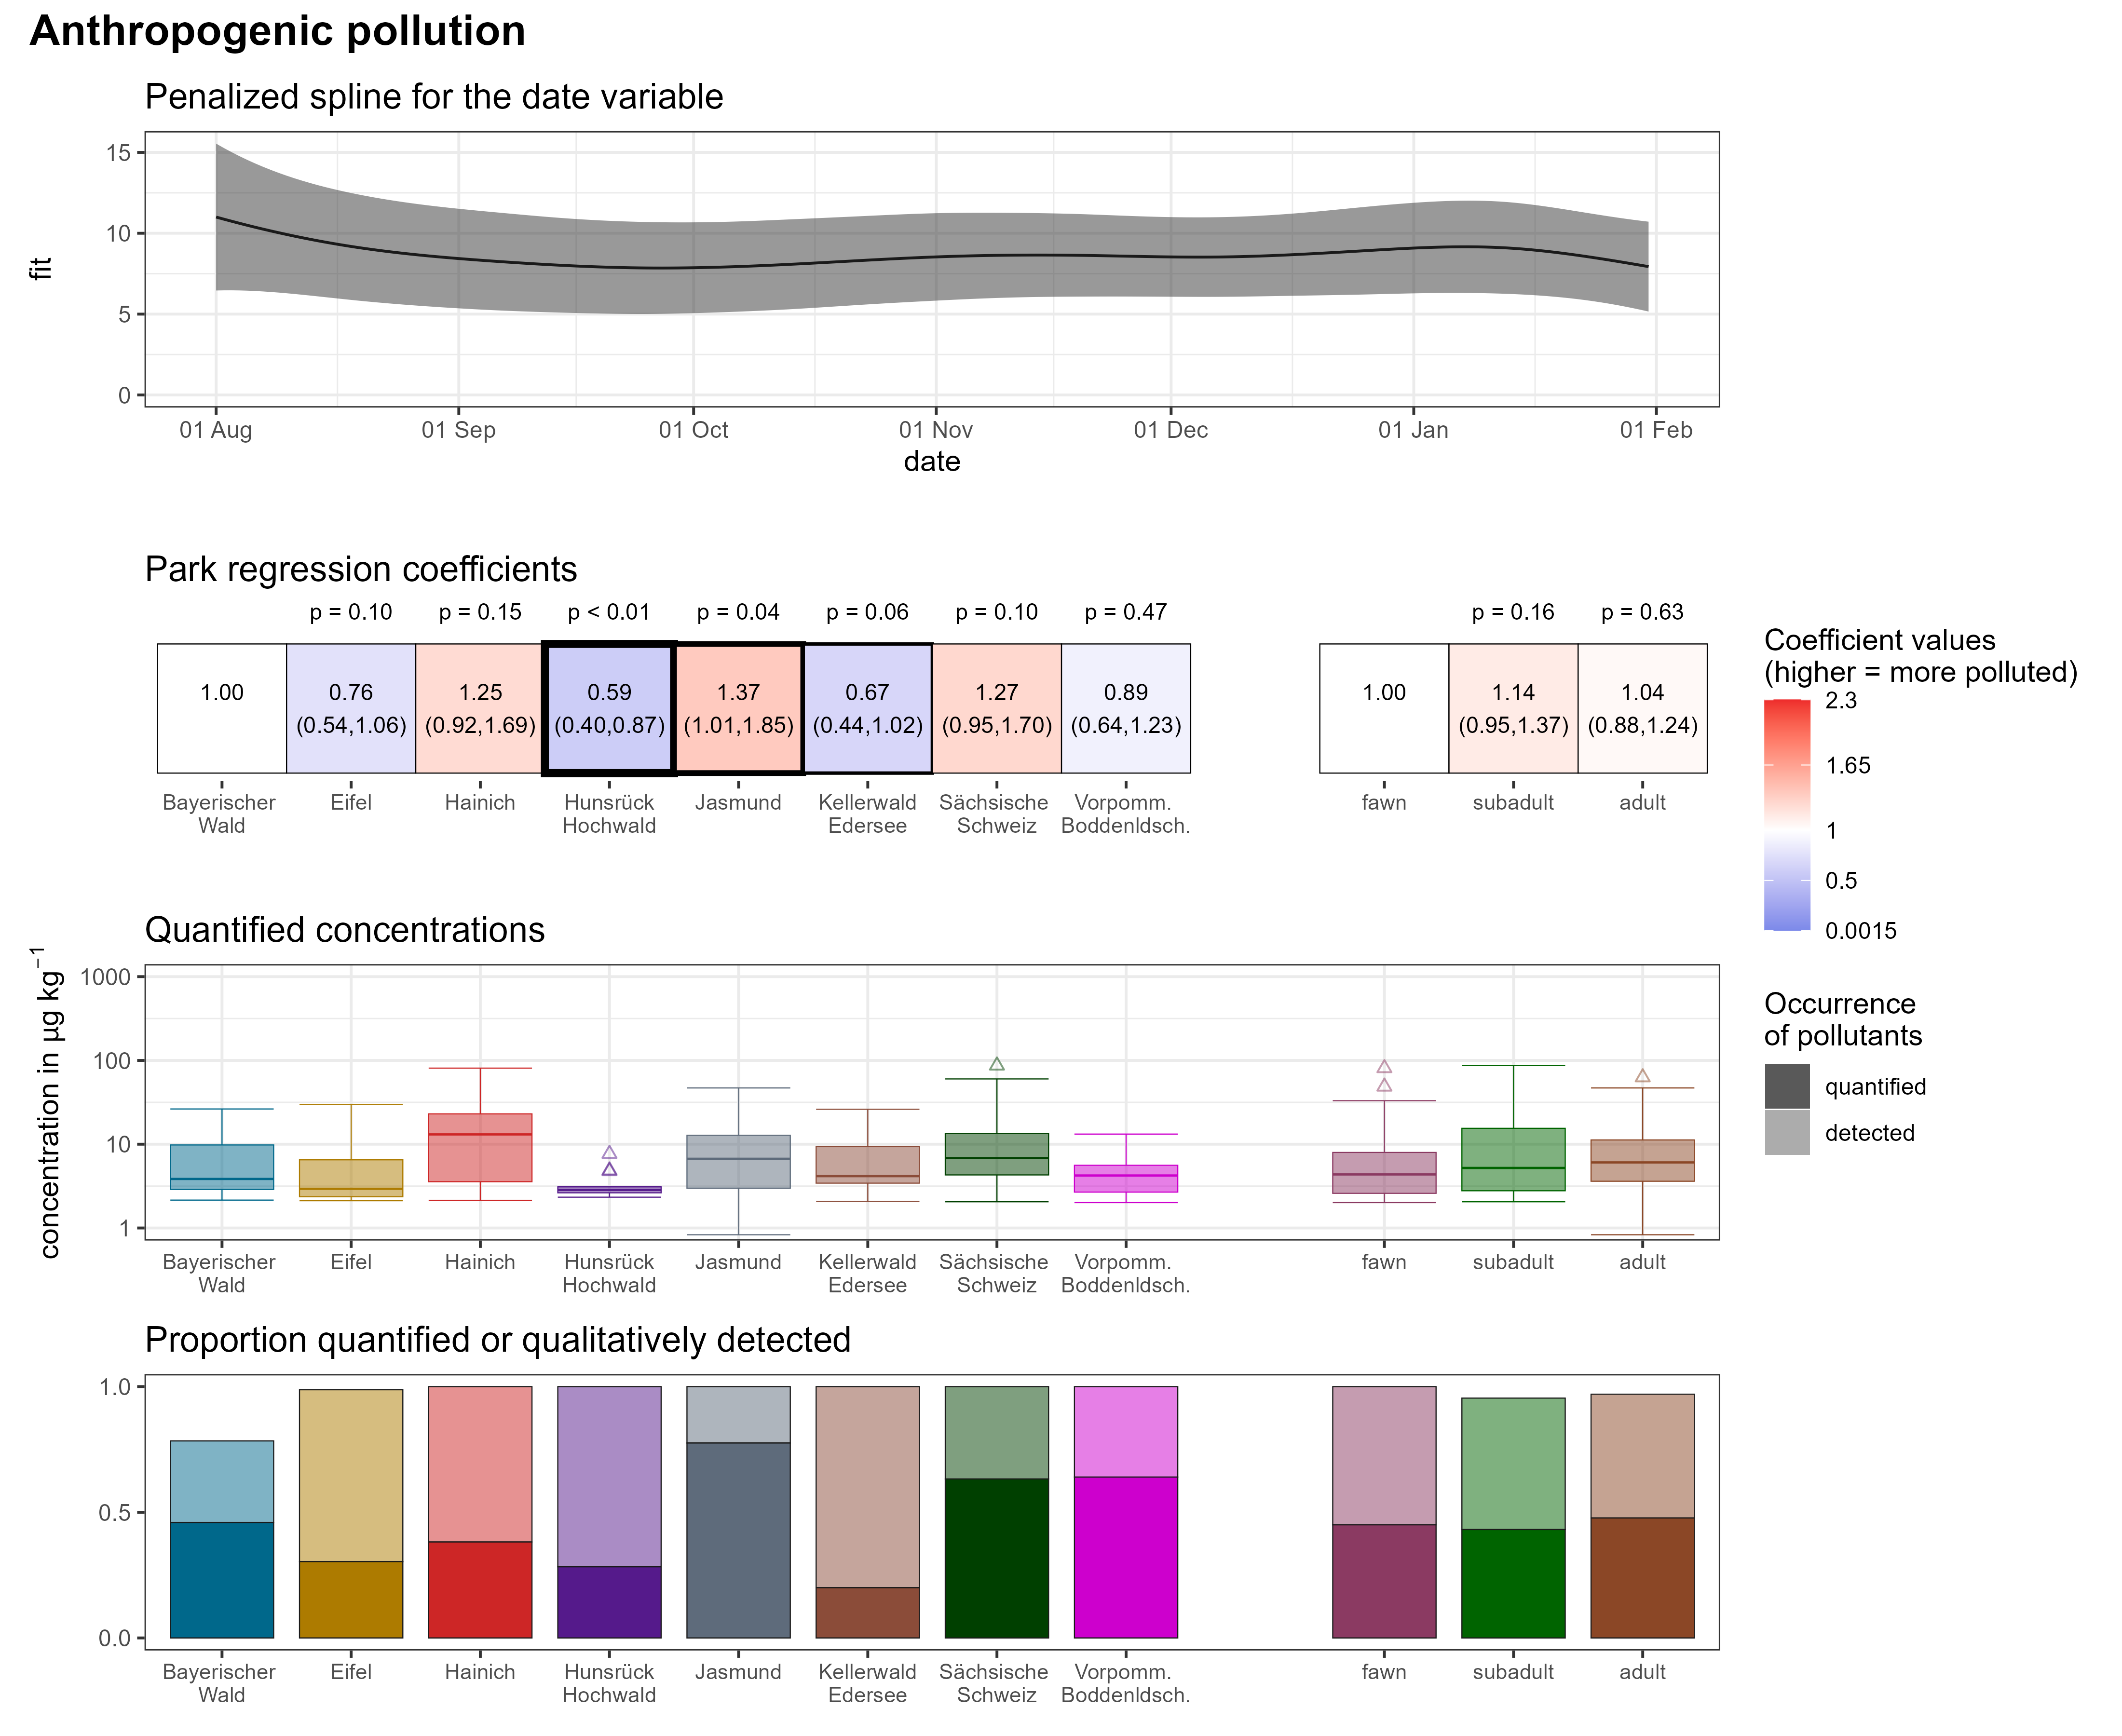 Anthropogenic pollution
Penalized spline for the date variable
15
10
5
0
fit
01 Aug 01 Sep 01 Oct 01 Nov 01 Dec 01 Jan 01 Feb
date
Park regression coefficients
p = 0.10 p = 0.15 p < 0.01 p = 0.04 p = 0.06 p = 0.10 p = 0.47 p = 0.16 p = 0.63
1.00 0.76 1.25 0.59 1.37 0.67 1.27 0.89 1.00 1.14 1.04
(0.54,1.06) (0.92,1.69) (0.40,0.87) (1.01,1.85) (0.44,1.02) (0.95,1.70) (0.64,1.23) (0.95,1.37) (0.88,1.24)
Bayerischer Eifel Hainich Hunsrück Jasmund Kellerwald Sächsische Vorpomm. fawn subadult adult
Wald Hochwald Edersee Schweiz Boddenldsch.
Coefficient values
(higher = more polluted)
2.3
1.65
1
0.5
0.0015
Quantified concentrations
concentration in µg kg⁻¹
1000
100
10
1
Bayerischer Eifel Hainich Hunsrück Jasmund Kellerwald Sächsische Vorpomm. fawn subadult adult
Wald Hochwald Edersee Schweiz Boddenldsch.
Occurrence
of pollutants
quantified
detected
Proportion quantified or qualitatively detected
1.0
0.5
0.0
Bayerischer Eifel Hainich Hunsrück Jasmund Kellerwald Sächsische Vorpomm. fawn subadult adult
Wald Hochwald Edersee Schweiz Boddenldsch.